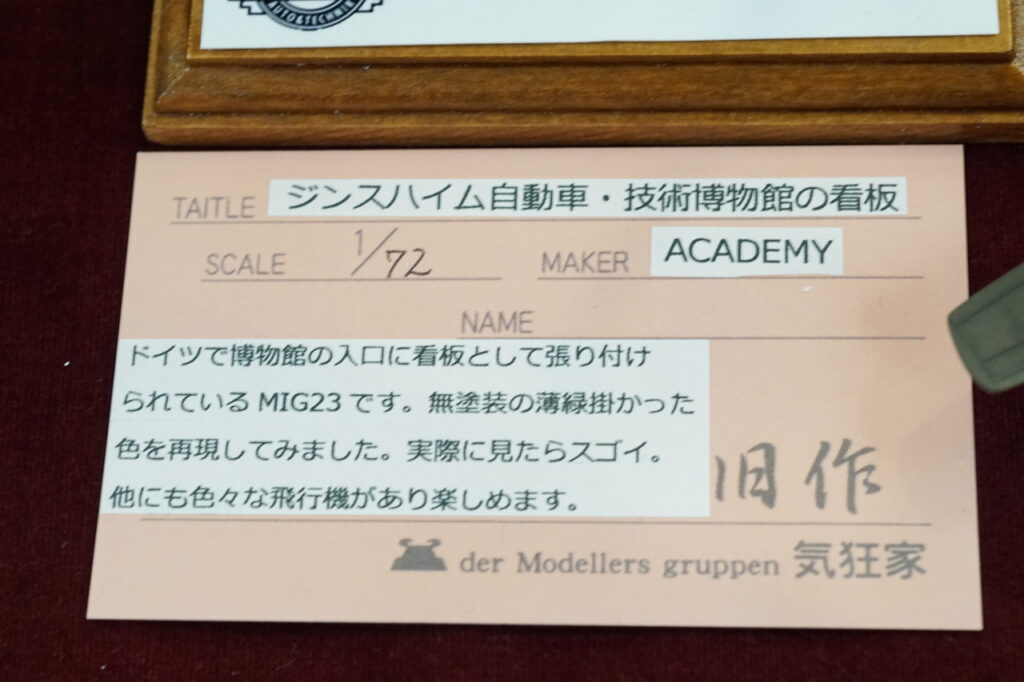 AUTO & TECHNIK
TAITLE ジンスハイム自動車・技術博物館の看板
SCALE 1/72 MAKER ACADEMY
NAME
ドイツで博物館の入口に看板として張り付け
られている MIG23 です。無塗装の薄緑掛かった
色を再現してみました。実際に見たらスゴイ。
他にも色々な飛行機があり楽しめます。
旧作
der Modellers gruppen 気狂家